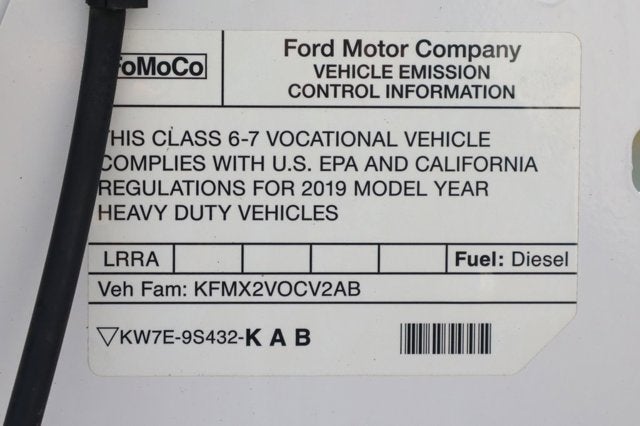 FoMoCo
Ford Motor Company
VEHICLE EMISSION
CONTROL INFORMATION
THIS CLASS 6-7 VOCATIONAL VEHICLE
COMPLIES WITH U.S. EPA AND CALIFORNIA
REGULATIONS FOR 2019 MODEL YEAR
HEAVY DUTY VEHICLES
LRRA Fuel: Diesel
Veh Fam: KFMX2VOCV2AB
▽KW7E-9S432-KAB